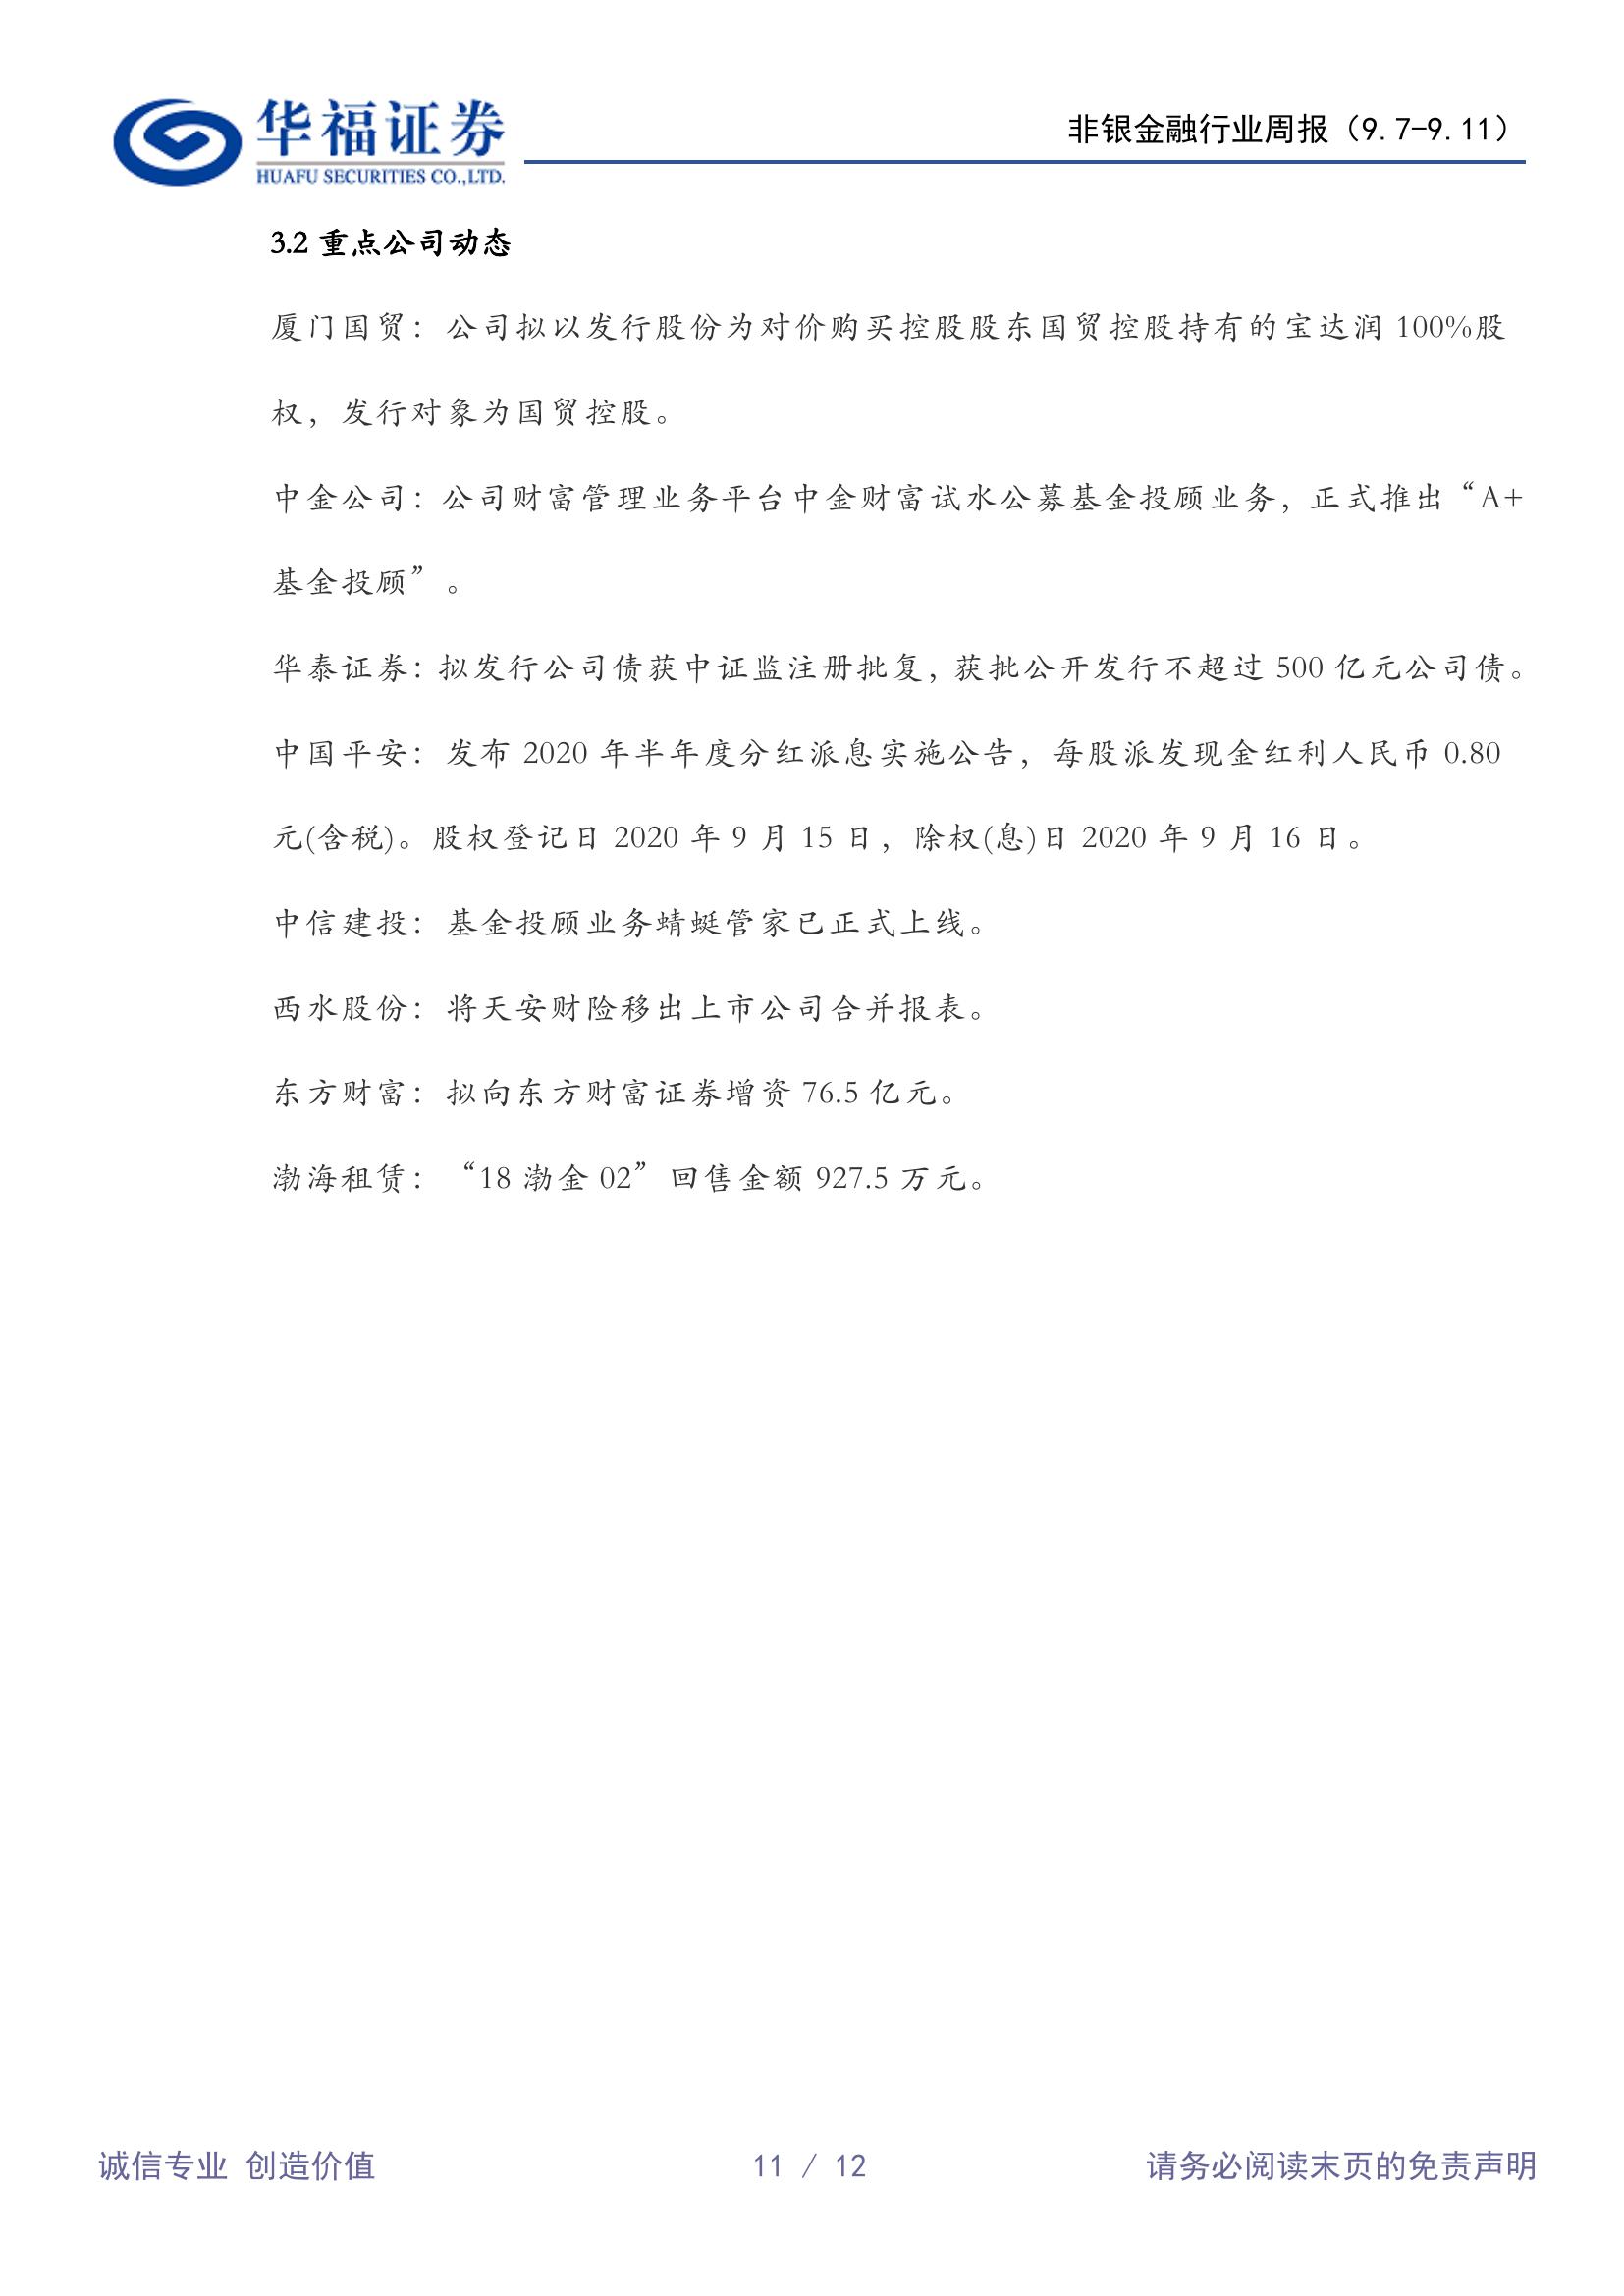 华福证券
HUAFU SECURITIES CO.,LTD.
非银金融行业周报（9.7-9.11）
3.2 重点公司动态
厦门国贸：公司拟以发行股份为对价购买控股股东国贸控股持有的宝达润 100%股
权，发行对象为国贸控股。
中金公司：公司财富管理业务平台中金财富试水公募基金投顾业务，正式推出“A+
基金投顾”。
华泰证券：拟发行公司债获中证监注册批复，获批公开发行不超过 500 亿元公司债。
中国平安：发布 2020 年半年度分红派息实施公告，每股派发现金红利人民币 0.80
元(含税)。股权登记日 2020 年 9 月 15 日，除权(息)日 2020 年 9 月 16 日。
中信建投：基金投顾业务蜻蜓管家已正式上线。
西水股份：将天安财险移出上市公司合并报表。
东方财富：拟向东方财富证券增资 76.5 亿元。
渤海租赁：“18 渤金 02”回售金额 927.5 万元。
诚信专业 创造价值
11 / 12
请务必阅读末页的免责声明